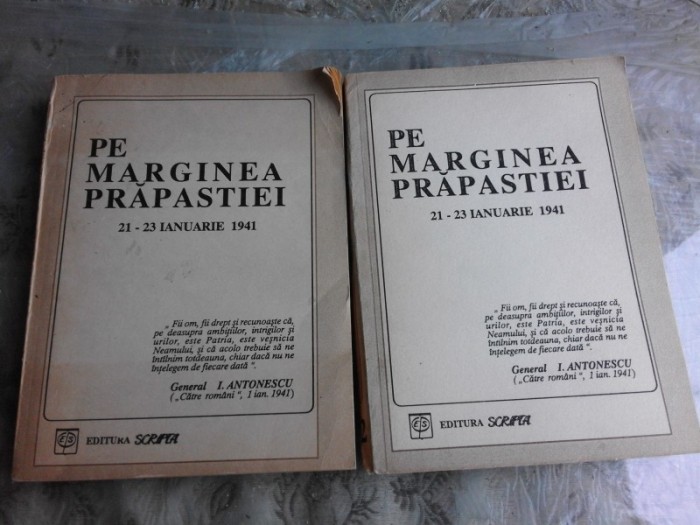 PE
MARGINEA
PRĂPASTIEI
21 - 23 IANUARIE 1941
„ Fii om, fii drept și recunoaște că,
pe deasupra ambițiilor, intrigilor și
urilor, este Patria, este veșnicia
Neamului, și că acolo trebuie să ne
întîlnim totdeauna, chiar dacă nu ne
înțelegem de fiecare dată “.
General I. ANTONESCU
( „Către români “, 1 ian. 1941)
ES EDITURA SCRIPTA
PE
MARGINEA
PRĂPASTIEI
21 - 23 IANUARIE 1941
„ Fii om, fii drept și recunoaște că,
pe deasupra ambițiilor, intrigilor și
urilor, este Patria, este veșnicia
Neamului, și că acolo trebuie să ne
întîlnim totdeauna, chiar dacă nu ne
înțelegem de fiecare dată “.
General I. ANTONESCU
( „Către români “, 1 ian. 1941)
ES EDITURA SCRIPTA